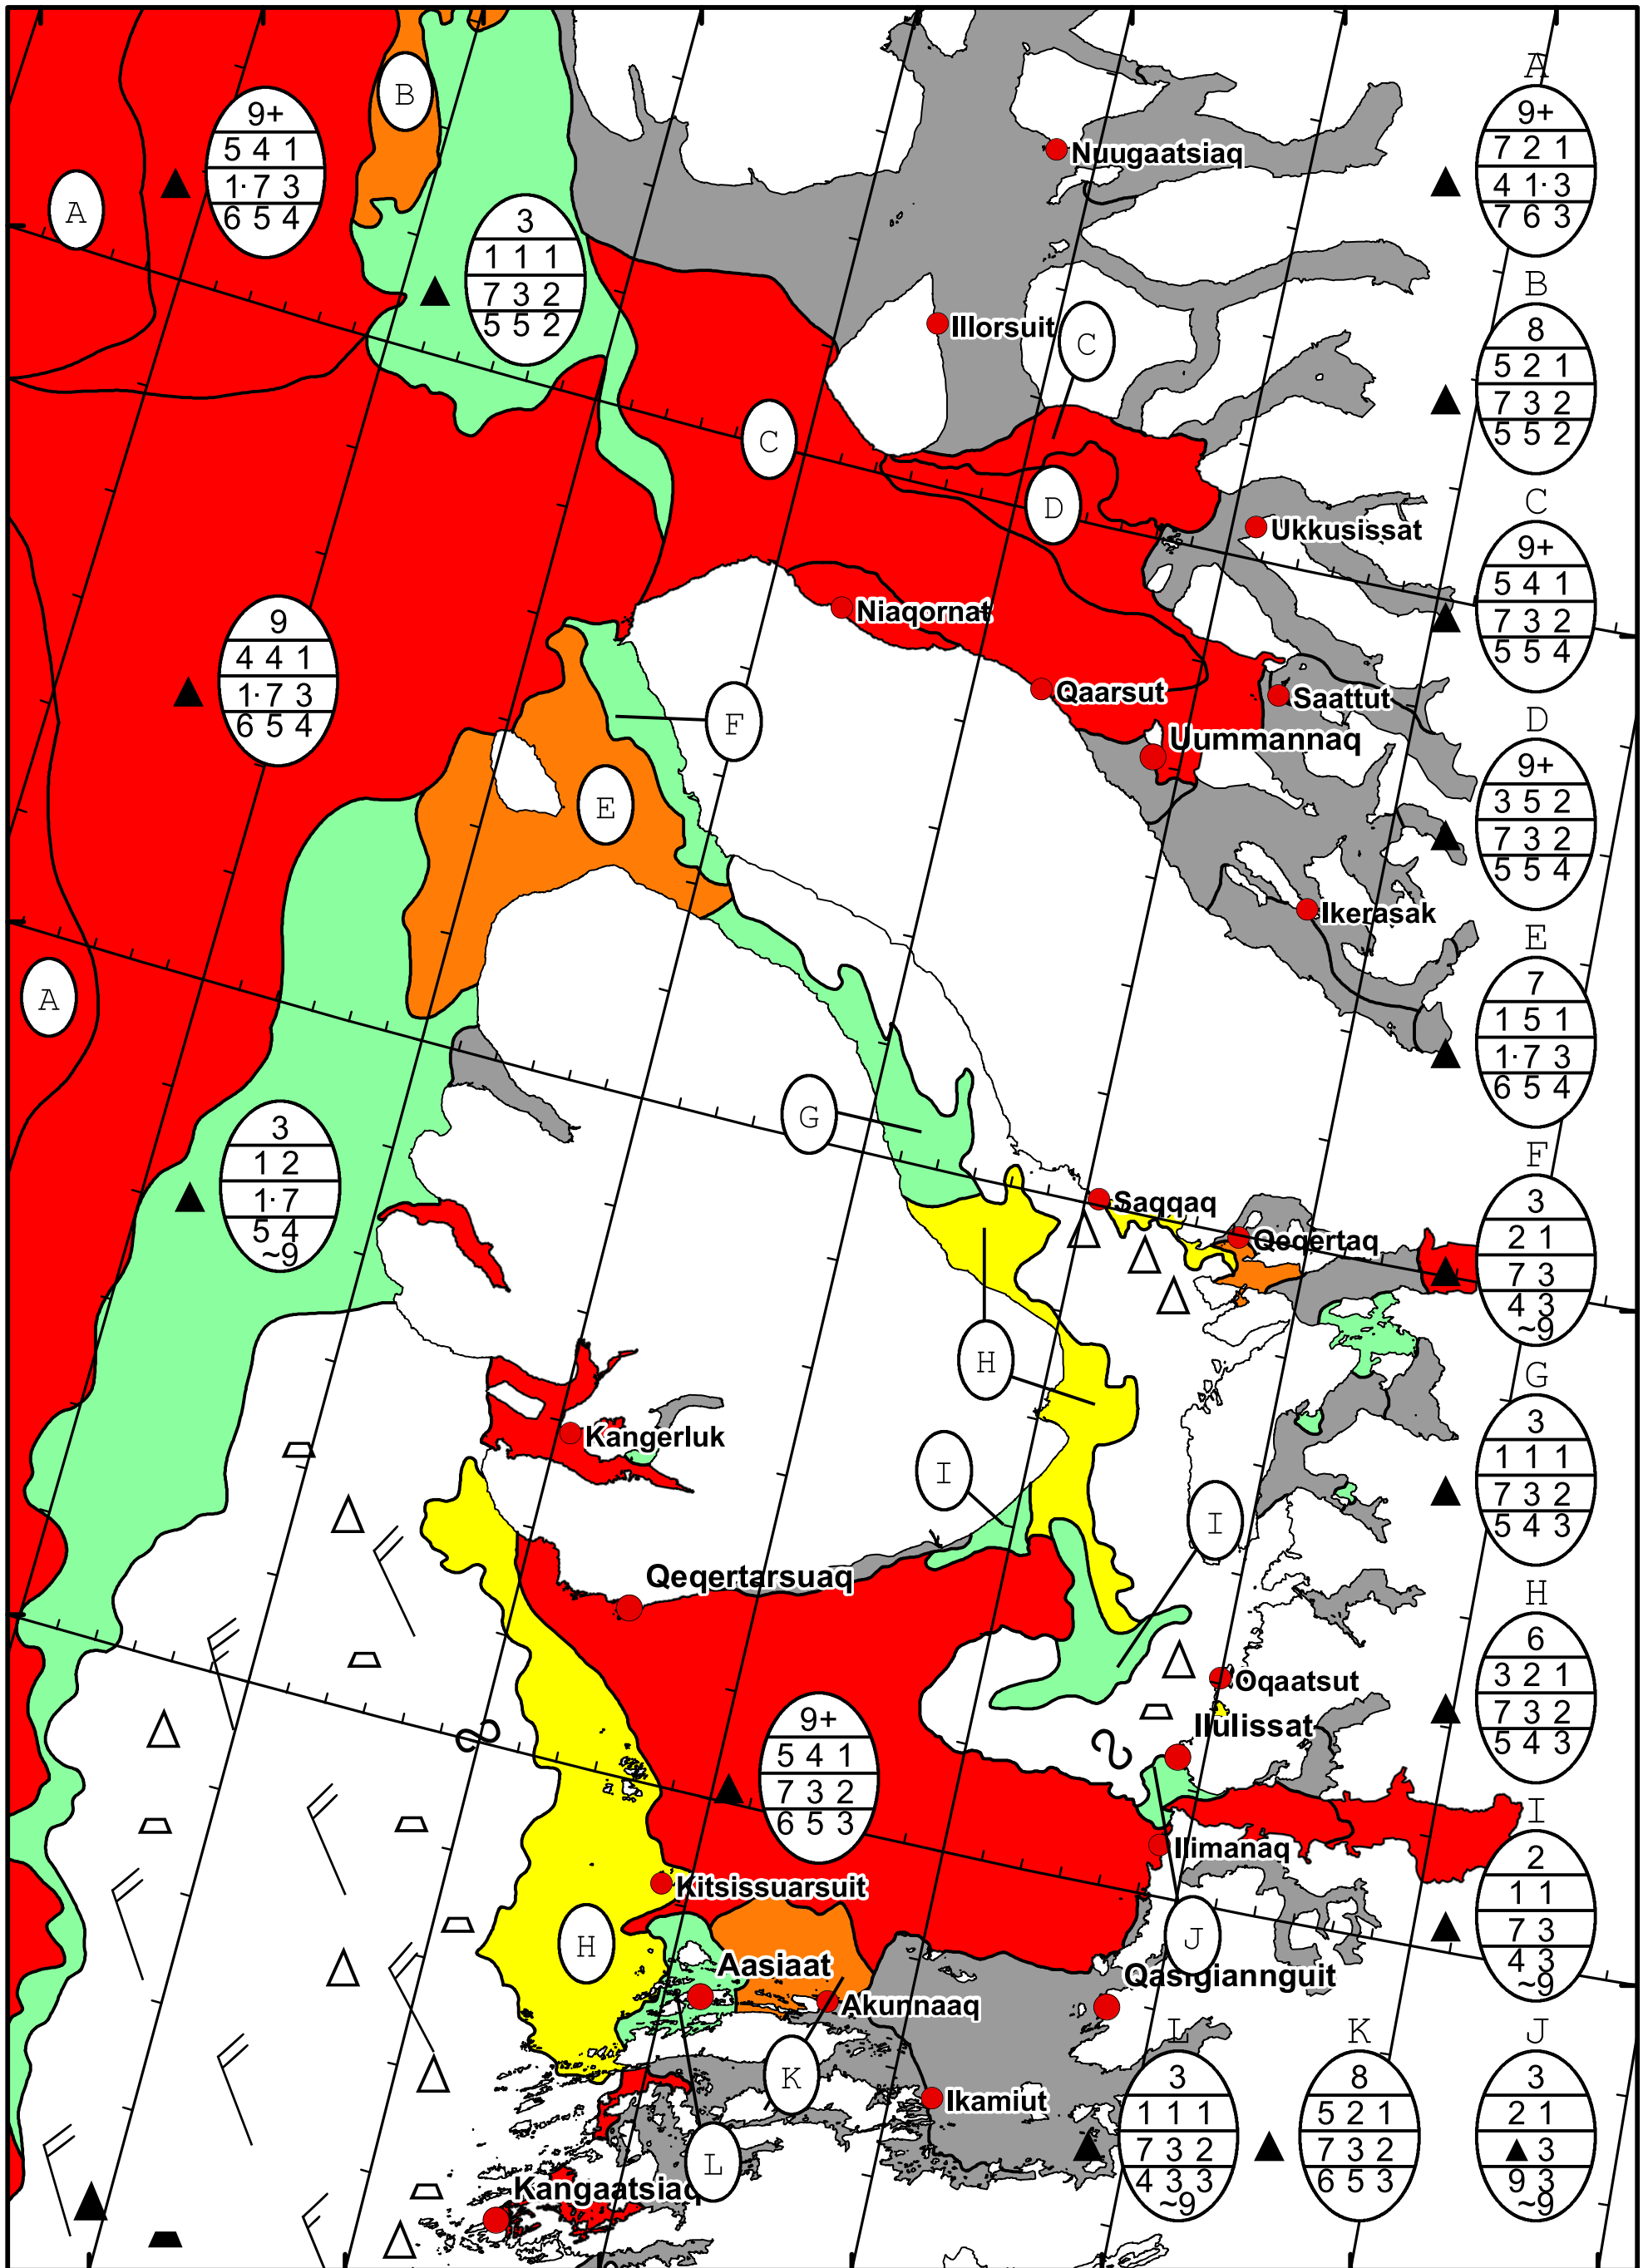 A
9+
7 2 1
4 1· 3
7 6 3
B
8
5 2 1
7 3 2
5 5 2
C
9+
5 4 1
7 3 2
5 5 4
D
9+
3 5 2
7 3 2
5 5 4
E
7
1 5 1
1· 7 3
6 5 4
F
3
2 1
7 3
4 3
~9
G
3
1 1 1
7 3 2
5 4 3
H
6
3 2 1
7 3 2
5 4 3
I
2
1 1
7 3
4 3
~9
J
3
2 1
▲ 3
9 3
~9
K
8
5 2 1
7 3 2
6 5 3
L
3
1 1 1
7 3 2
4 3 3
~9
B
9+
5 4 1
1· 7 3
6 5 4
A
3
1 1 1
7 3 2
5 5 2
Nuugaatsiaq
Illorsuit
C
C
D
Ukkusissat
Niaqornat
9
4 4 1
1· 7 3
6 5 4
Qaarsut
Saattut
F
Uummannaq
E
Ikerasak
A
G
3
1 2
1· 7
5 4
~9
Saqqaq
Qeqertaq
H
Kangerluk
I
I
Qeqertarsuaq
Oqaatsut
Ilulissat
9+
5 4 1
7 3 2
6 5 3
Ilimanaq
Kitsissuarsuit
H
J
Aasiaat
Qasigiannguit
Akunnaaq
K
Ikamiut
L
Kangaatsiaq